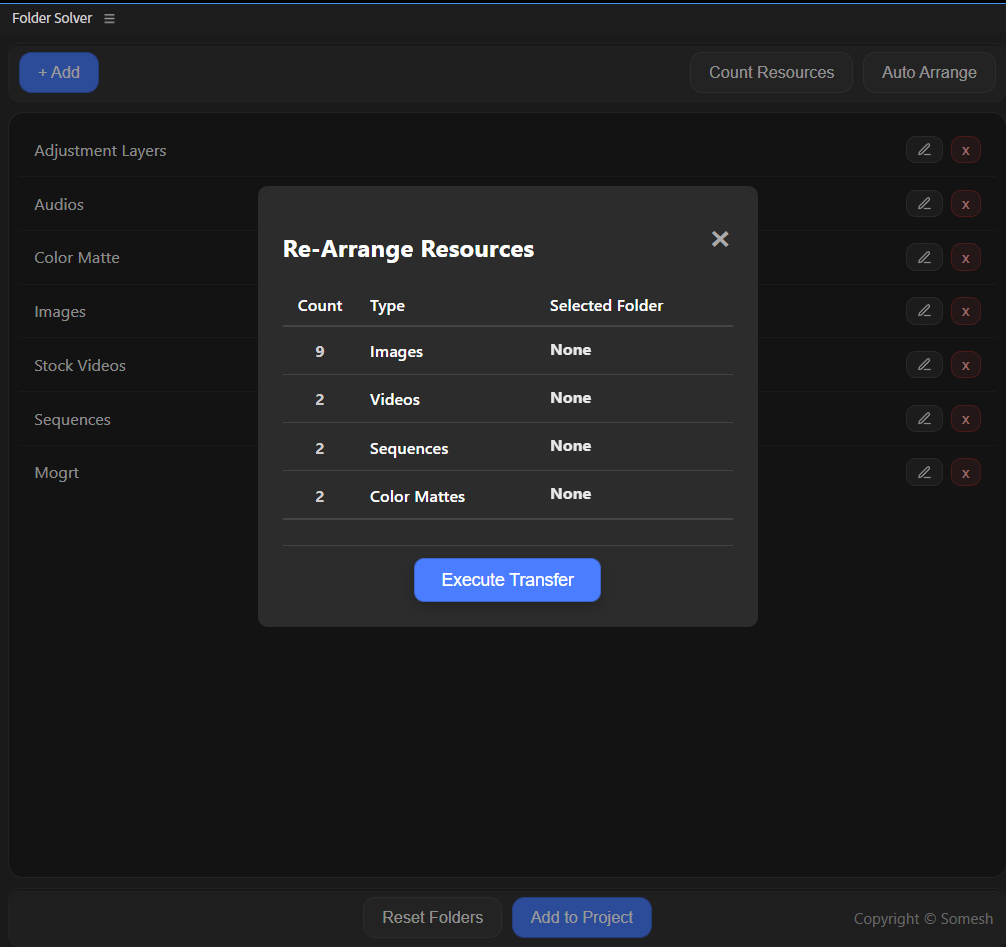 Folder Solver
+ Add
Count Resources
Auto Arrange
Adjustment Layers
x
Audios
x
Color Matte
x
Images
x
Stock Videos
x
Sequences
x
Mogrt
x
Re-Arrange Resources
Count Type Selected Folder
9 Images None
2 Videos None
2 Sequences None
2 Color Mattes None
Execute Transfer
Reset Folders
Add to Project
Copyright © Somesh